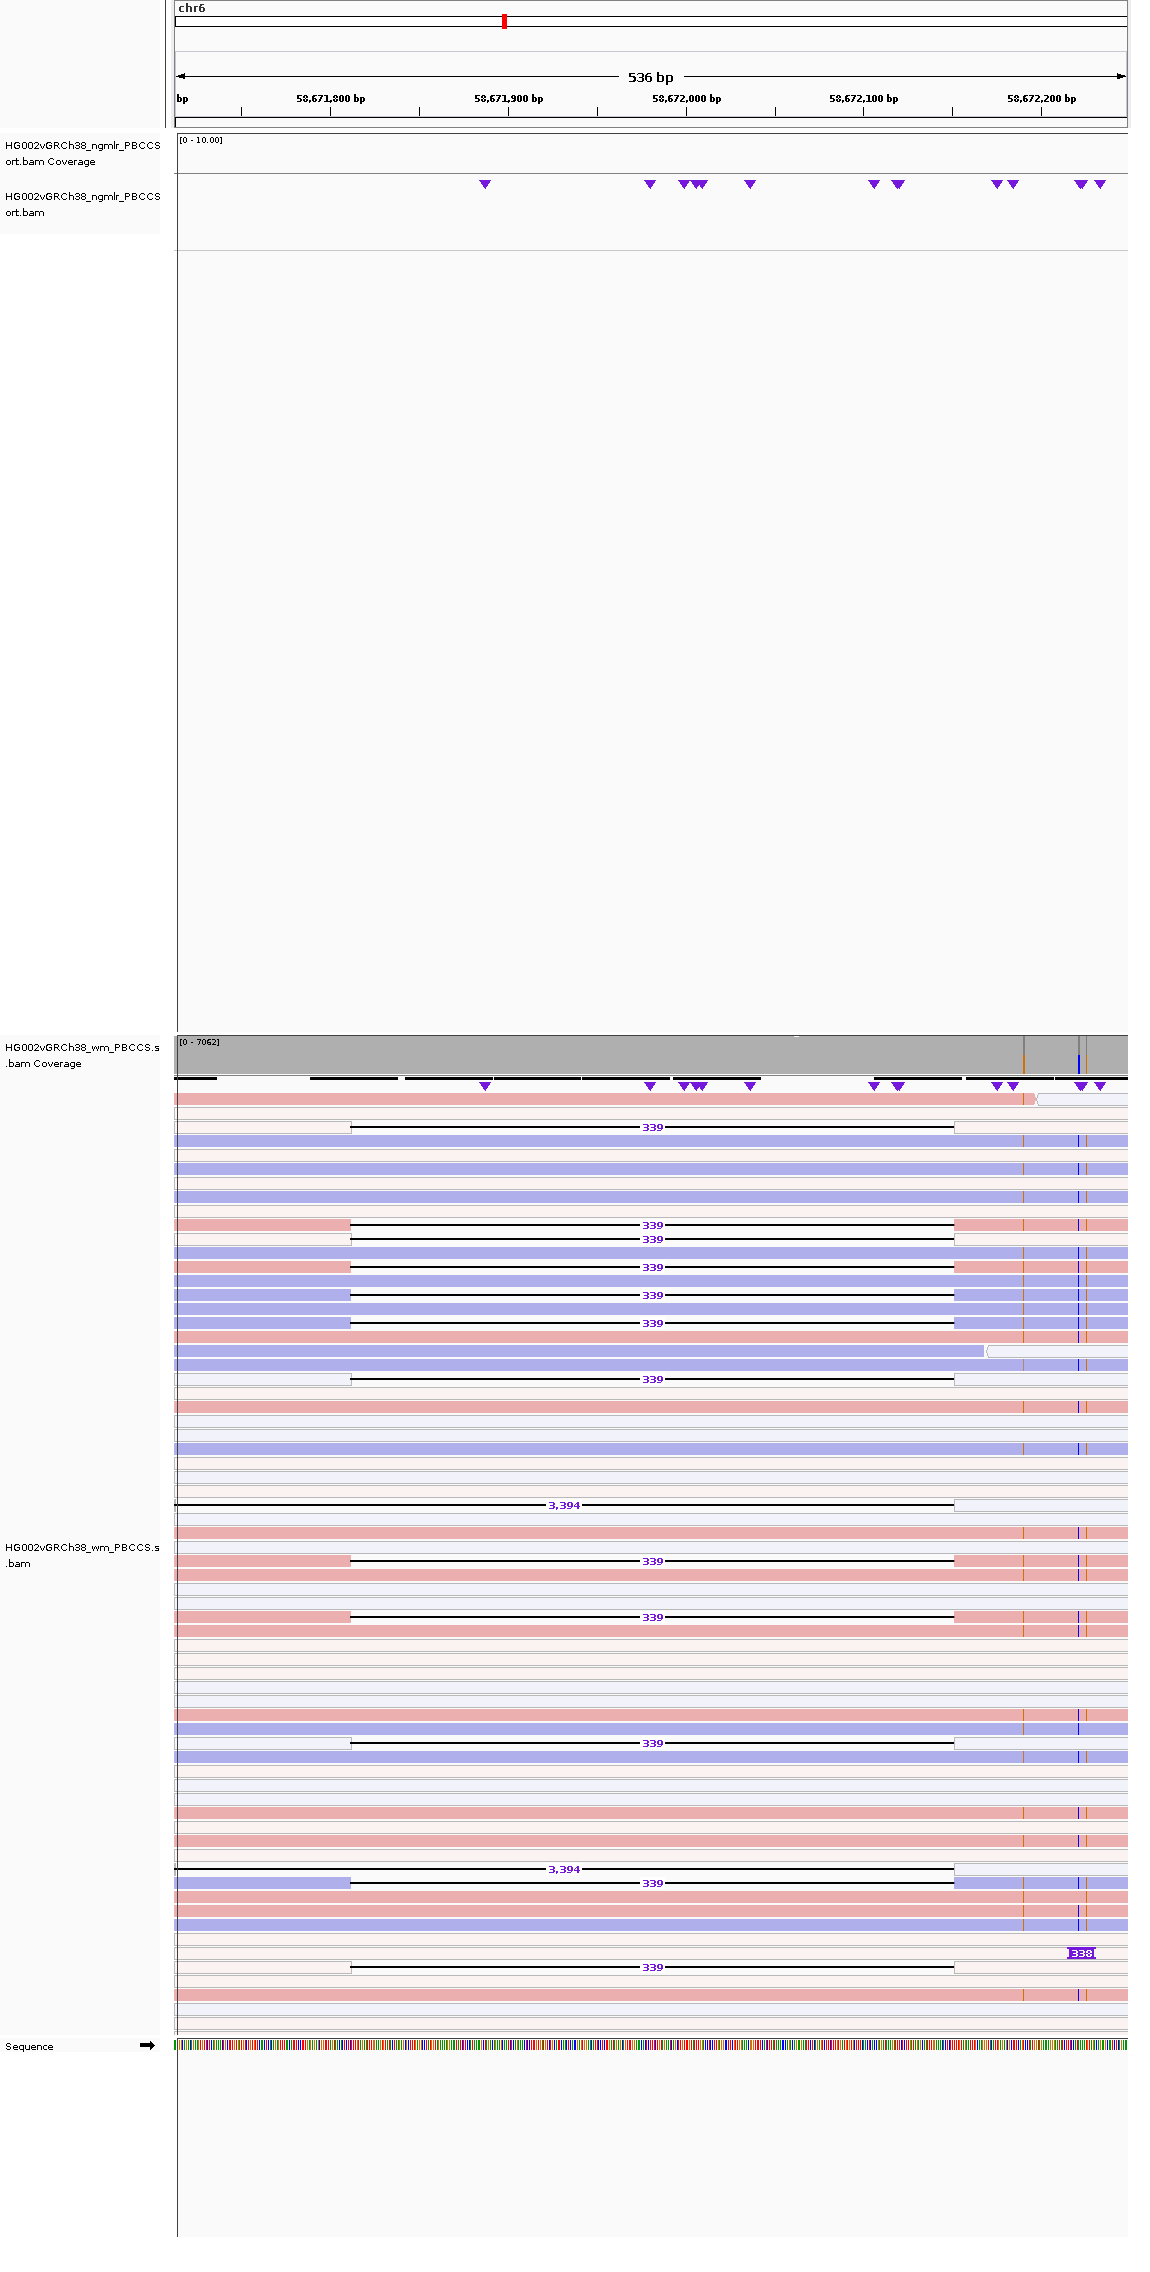 chr6
536 bp
bp 58,671,800 bp 58,671,900 bp 58,672,000 bp 58,672,100 bp 58,672,200 bp
HG002vGRCh38_ngmlr_PBCCS
ort.bam Coverage
[0 - 10.00]
HG002vGRCh38_ngmlr_PBCCS
ort.bam
HG002vGRCh38_wm_PBCCS.s
.bam Coverage
[0 - 7062]
339
339
339
339
339
339
339
3,394
HG002vGRCh38_wm_PBCCS.s
.bam
339
339
339
3,394
339
338
339
Sequence